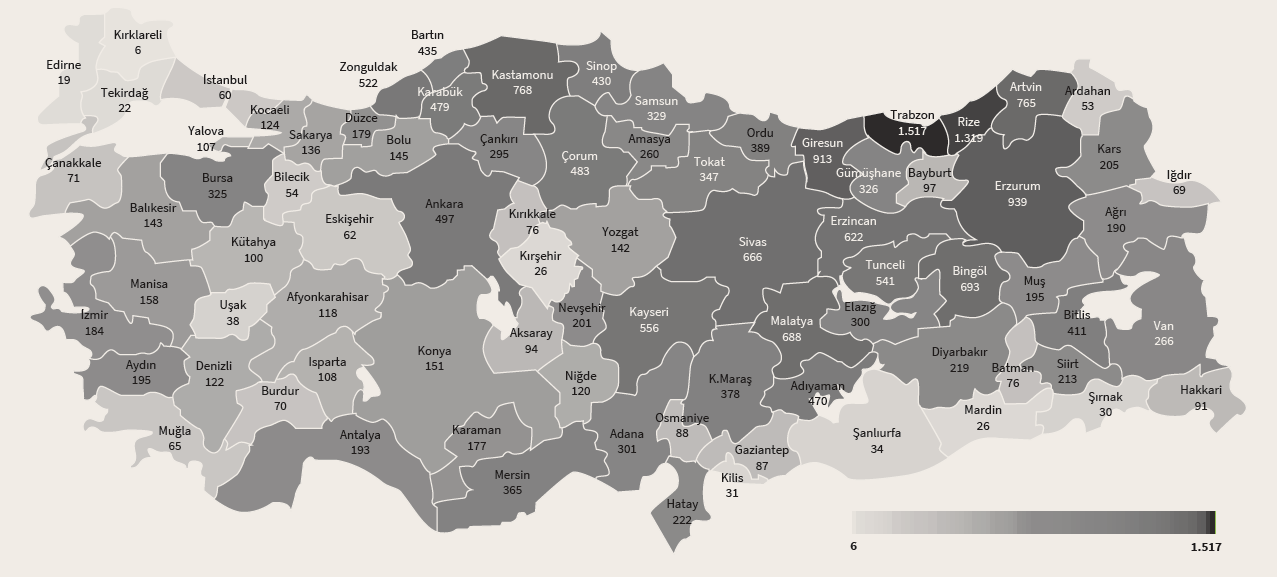 Kırklareli
6
Edirne
19
Tekirdağ
22
İstanbul
60
Kocaeli
124
Yalova
107
Sakarya
136
Düzce
179
Zonguldak
522
Bartın
435
Karabük
479
Kastamonu
768
Sinop
430
Samsun
329
Bolu
145
Çankırı
295
Çorum
483
Amasya
260
Tokat
347
Ordu
389
Giresun
913
Trabzon
1.517
Rize
1.319
Artvin
765
Ardahan
53
Gümüşhane
326
Bayburt
97
Erzurum
939
Kars
205
Iğdır
69
Ağrı
190
Çanakkale
71
Balıkesir
143
Bursa
325
Bilecik
54
Eskişehir
62
Kütahya
100
Ankara
497
Kırıkkale
76
Kırşehir
26
Yozgat
142
Sivas
666
Erzincan
622
Tunceli
541
Bingöl
693
Muş
195
Bitlis
411
Van
266
İzmir
184
Manisa
158
Uşak
38
Afyonkarahisar
118
Aydın
195
Denizli
122
Isparta
108
Burdur
70
Muğla
65
Antalya
193
Konya
151
Aksaray
94
Nevşehir
201
Kayseri
556
Niğde
120
Karaman
177
Mersin
365
Adana
301
Osmaniye
88
Hatay
222
K.Maraş
378
Malatya
688
Elazığ
300
Adıyaman
470
Gaziantep
87
Kilis
31
Şanlıurfa
34
Diyarbakır
219
Batman
76
Siirt
213
Mardin
26
Şırnak
30
Hakkari
91
6
1.517